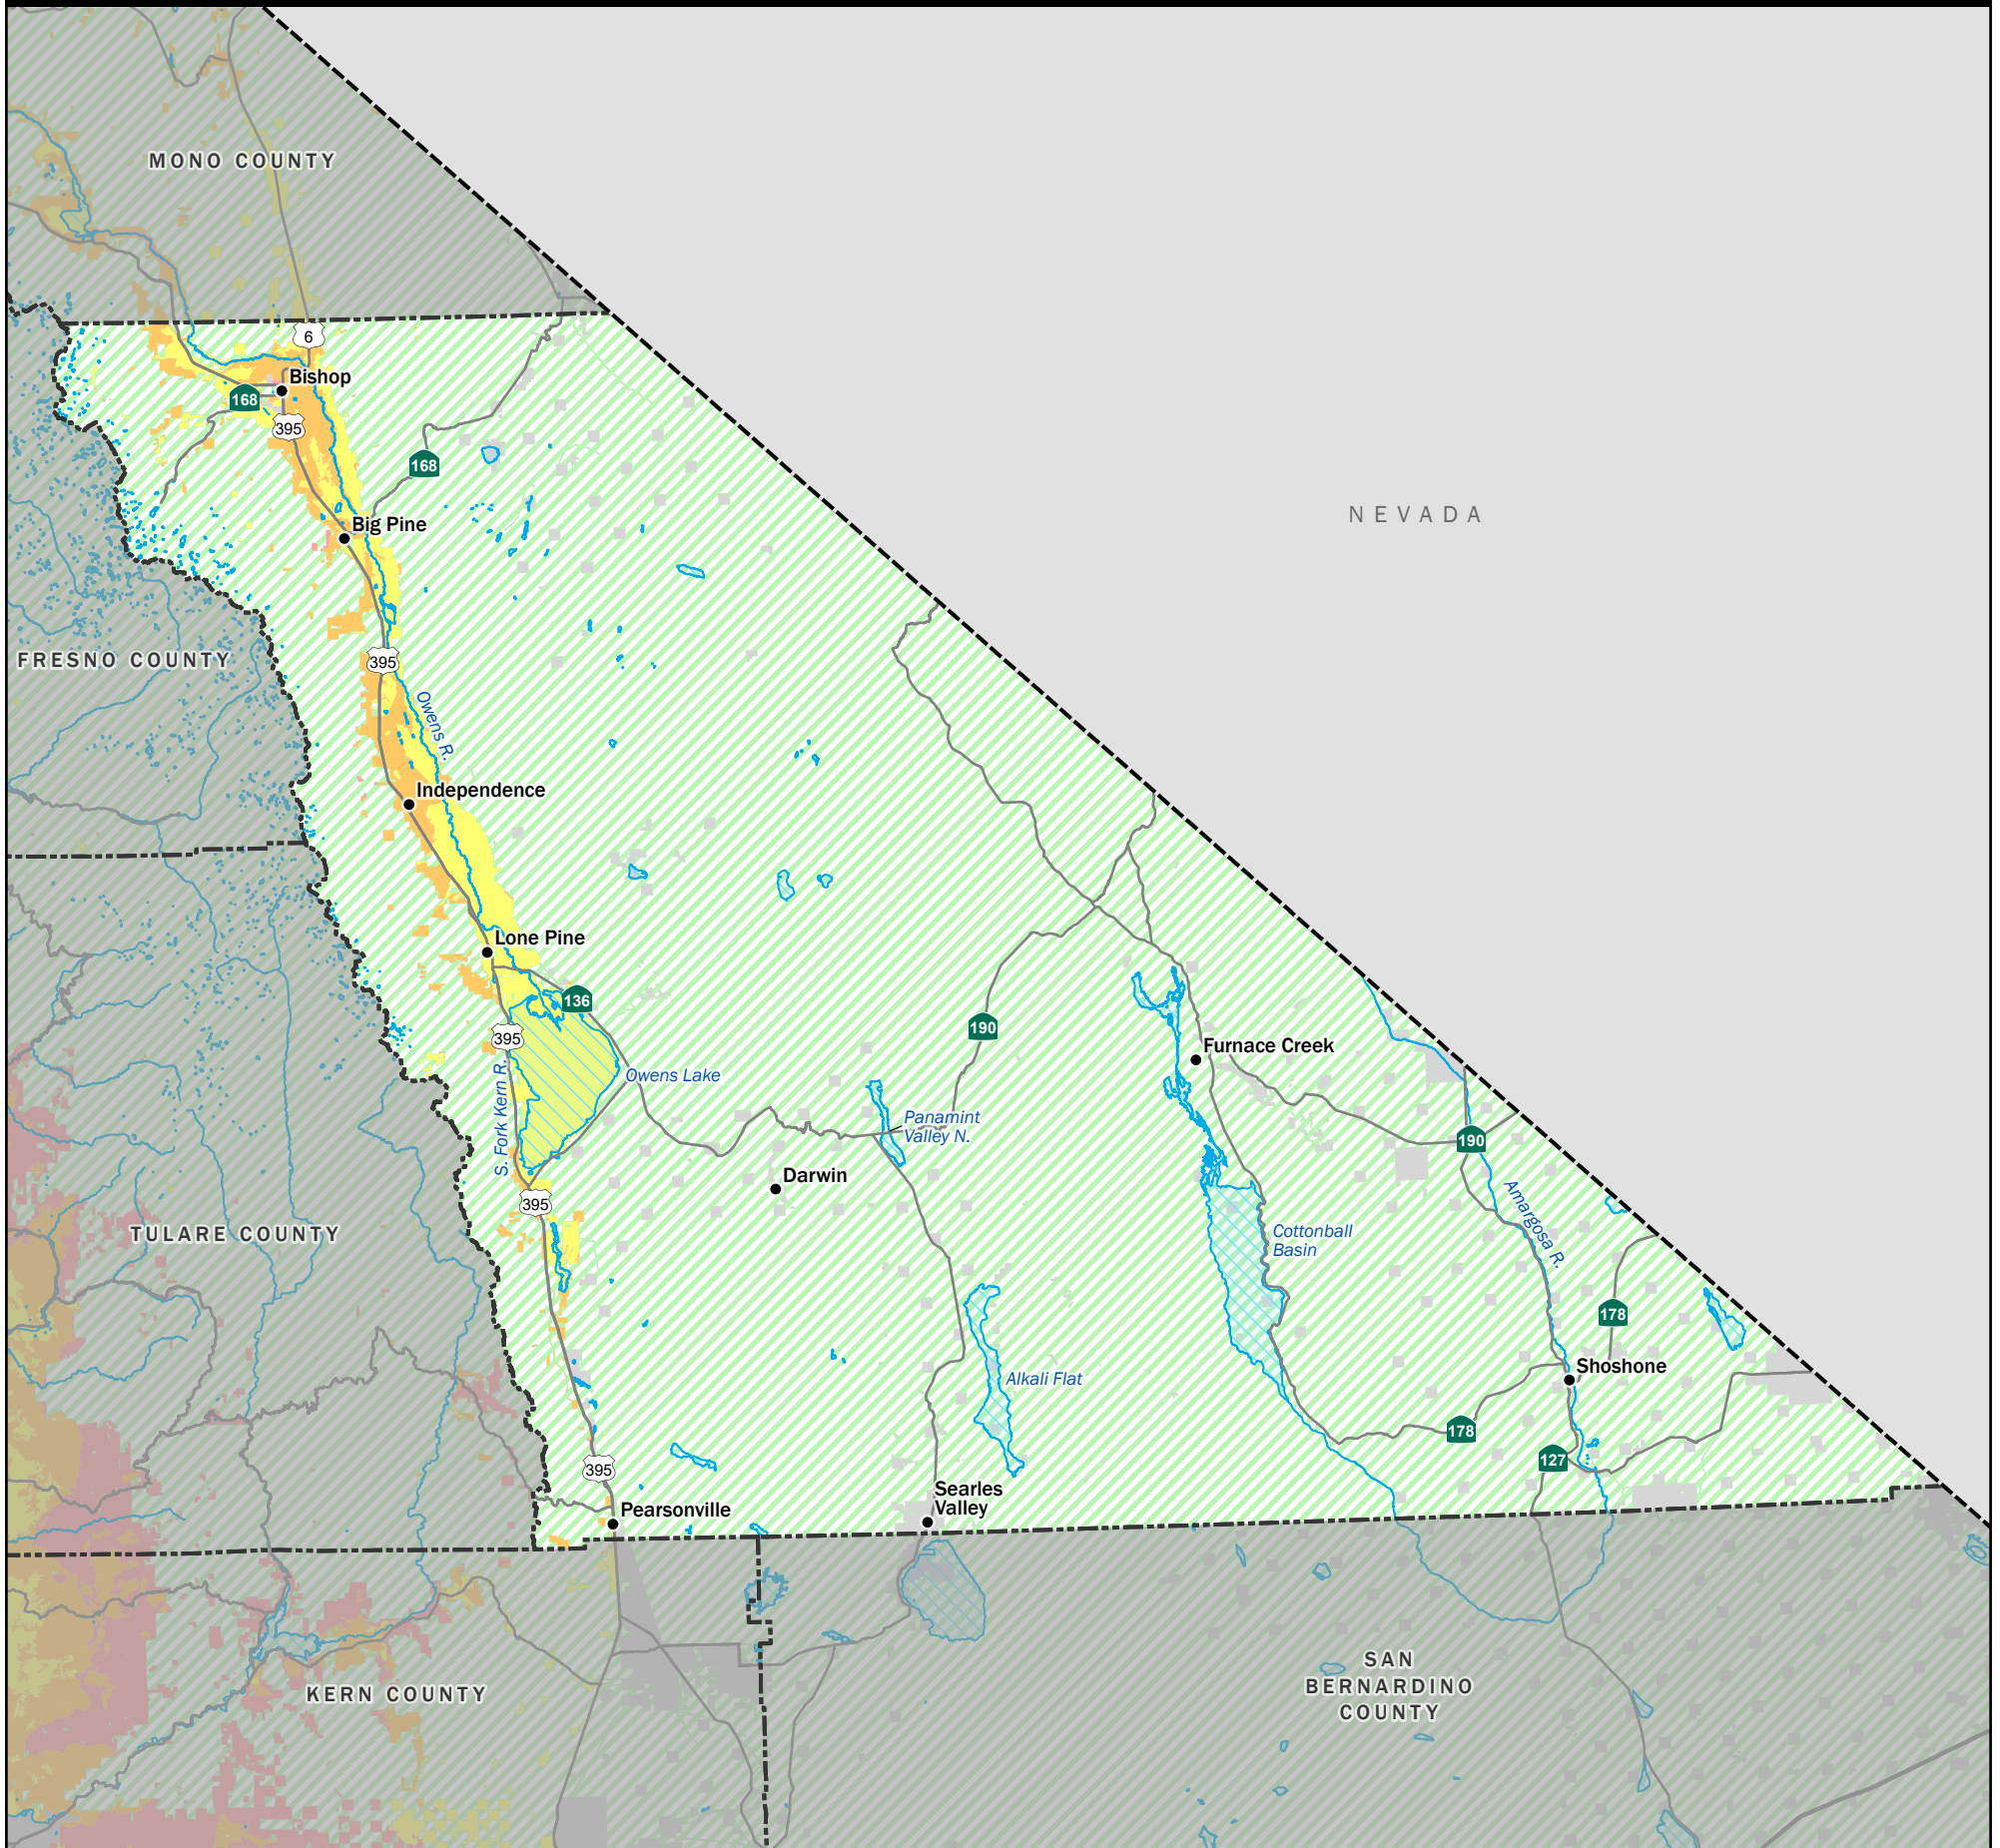 MONO COUNTY
6
Bishop
168
395
168
NEVADA
Big Pine
FRESNO COUNTY
395
Owens R.
Independence
Lone Pine
136
190
395
Furnace Creek
Owens Lake
S. Fork Kern R.
Panamint
Valley N.
190
Darwin
395
Amargosa R.
TULARE COUNTY
Cottonball
Basin
178
Shoshone
Alkali Flat
178
127
395
Searles
Valley
Pearsonville
SAN
BERNARDINO
COUNTY
KERN COUNTY